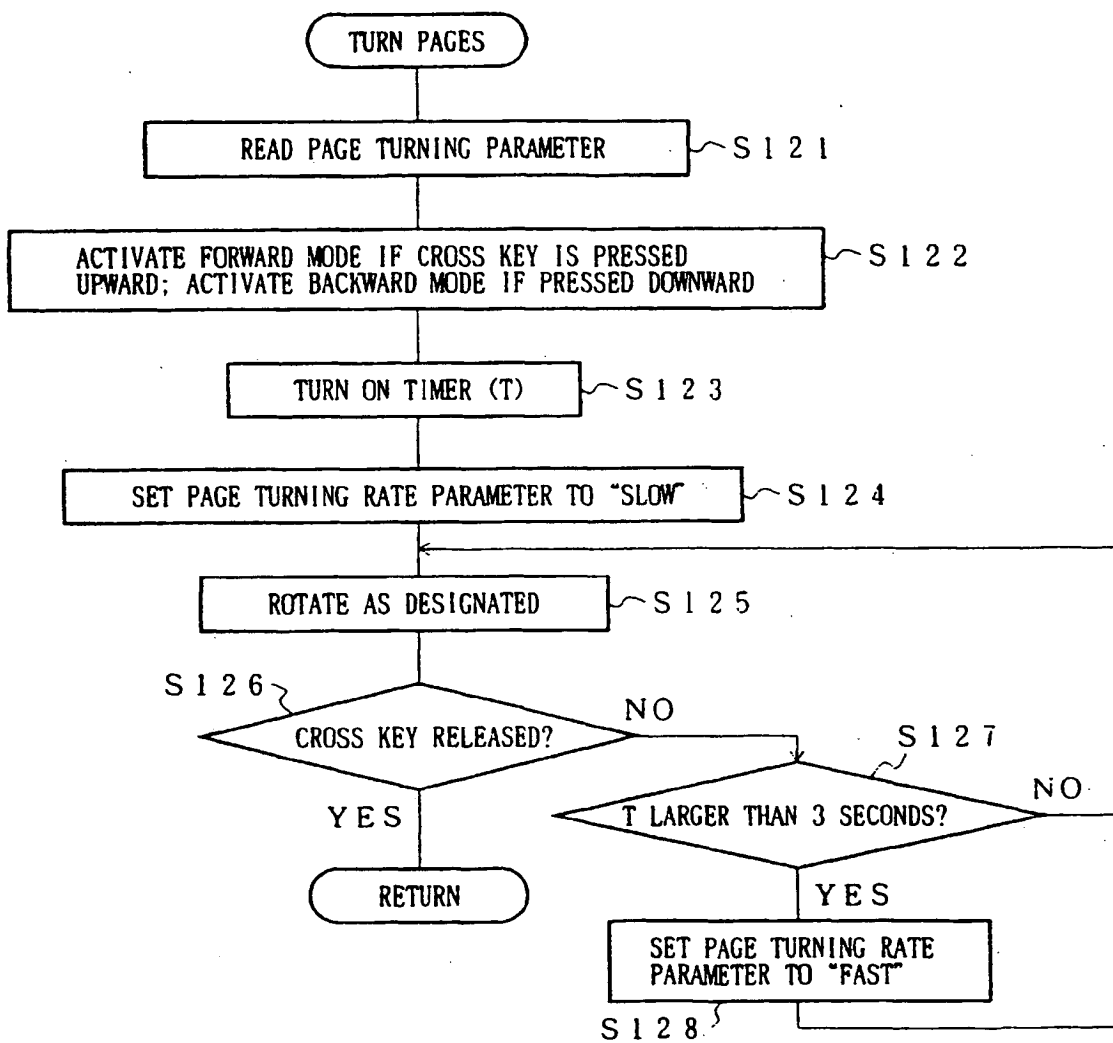 TURN PAGES
READ PAGE TURNING PARAMETER
S121
ACTIVATE FORWARD MODE IF CROSS KEY IS PRESSED
UPWARD; ACTIVATE BACKWARD MODE IF PRESSED DOWNWARD
S122
TURN ON TIMER (T)
S123
SET PAGE TURNING RATE PARAMETER TO "SLOW"
S124
ROTATE AS DESIGNATED
S125
S126
CROSS KEY RELEASED?
NO
YES
RETURN
S127
T LARGER THAN 3 SECONDS?
NO
YES
SET PAGE TURNING RATE
PARAMETER TO "FAST"
S128